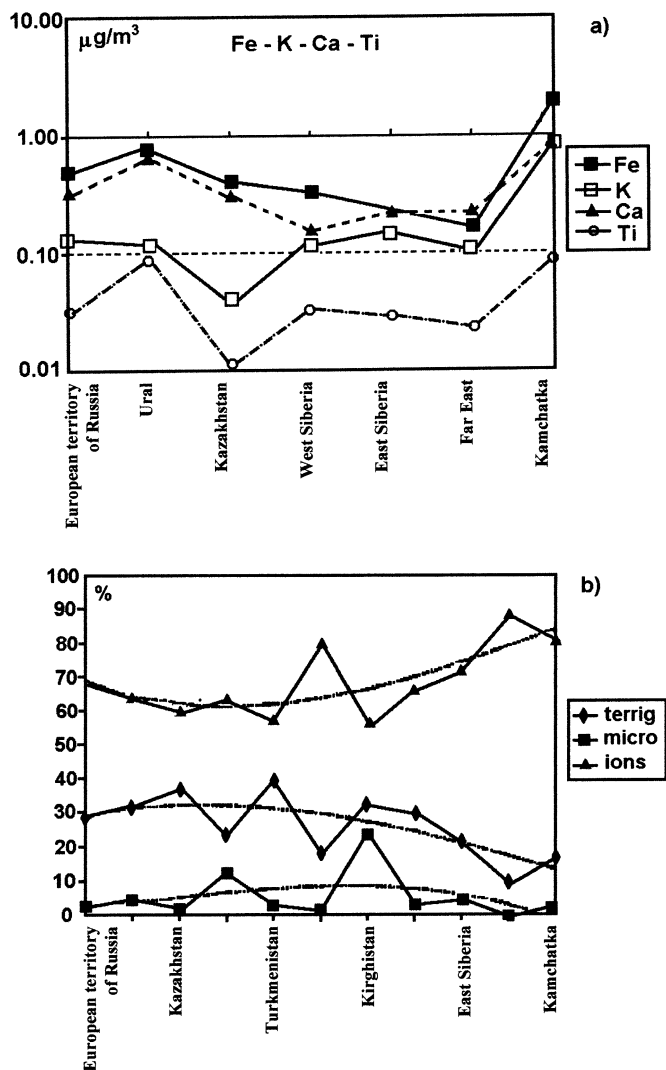 10.00
µg/m³
Fe - K - Ca - Ti
a)
1.00
0.10
0.01
Fe
K
Ca
Ti
European territory
of Russia
Ural
Kazakhstan
West Siberia
East Siberia
Far East
Kamchatka
100
%
b)
90
80
70
60
50
40
30
20
10
0
terrig
micro
ions
European territory
of Russia
Kazakhstan
Turkmenistan
Kirghistan
East Siberia
Kamchatka